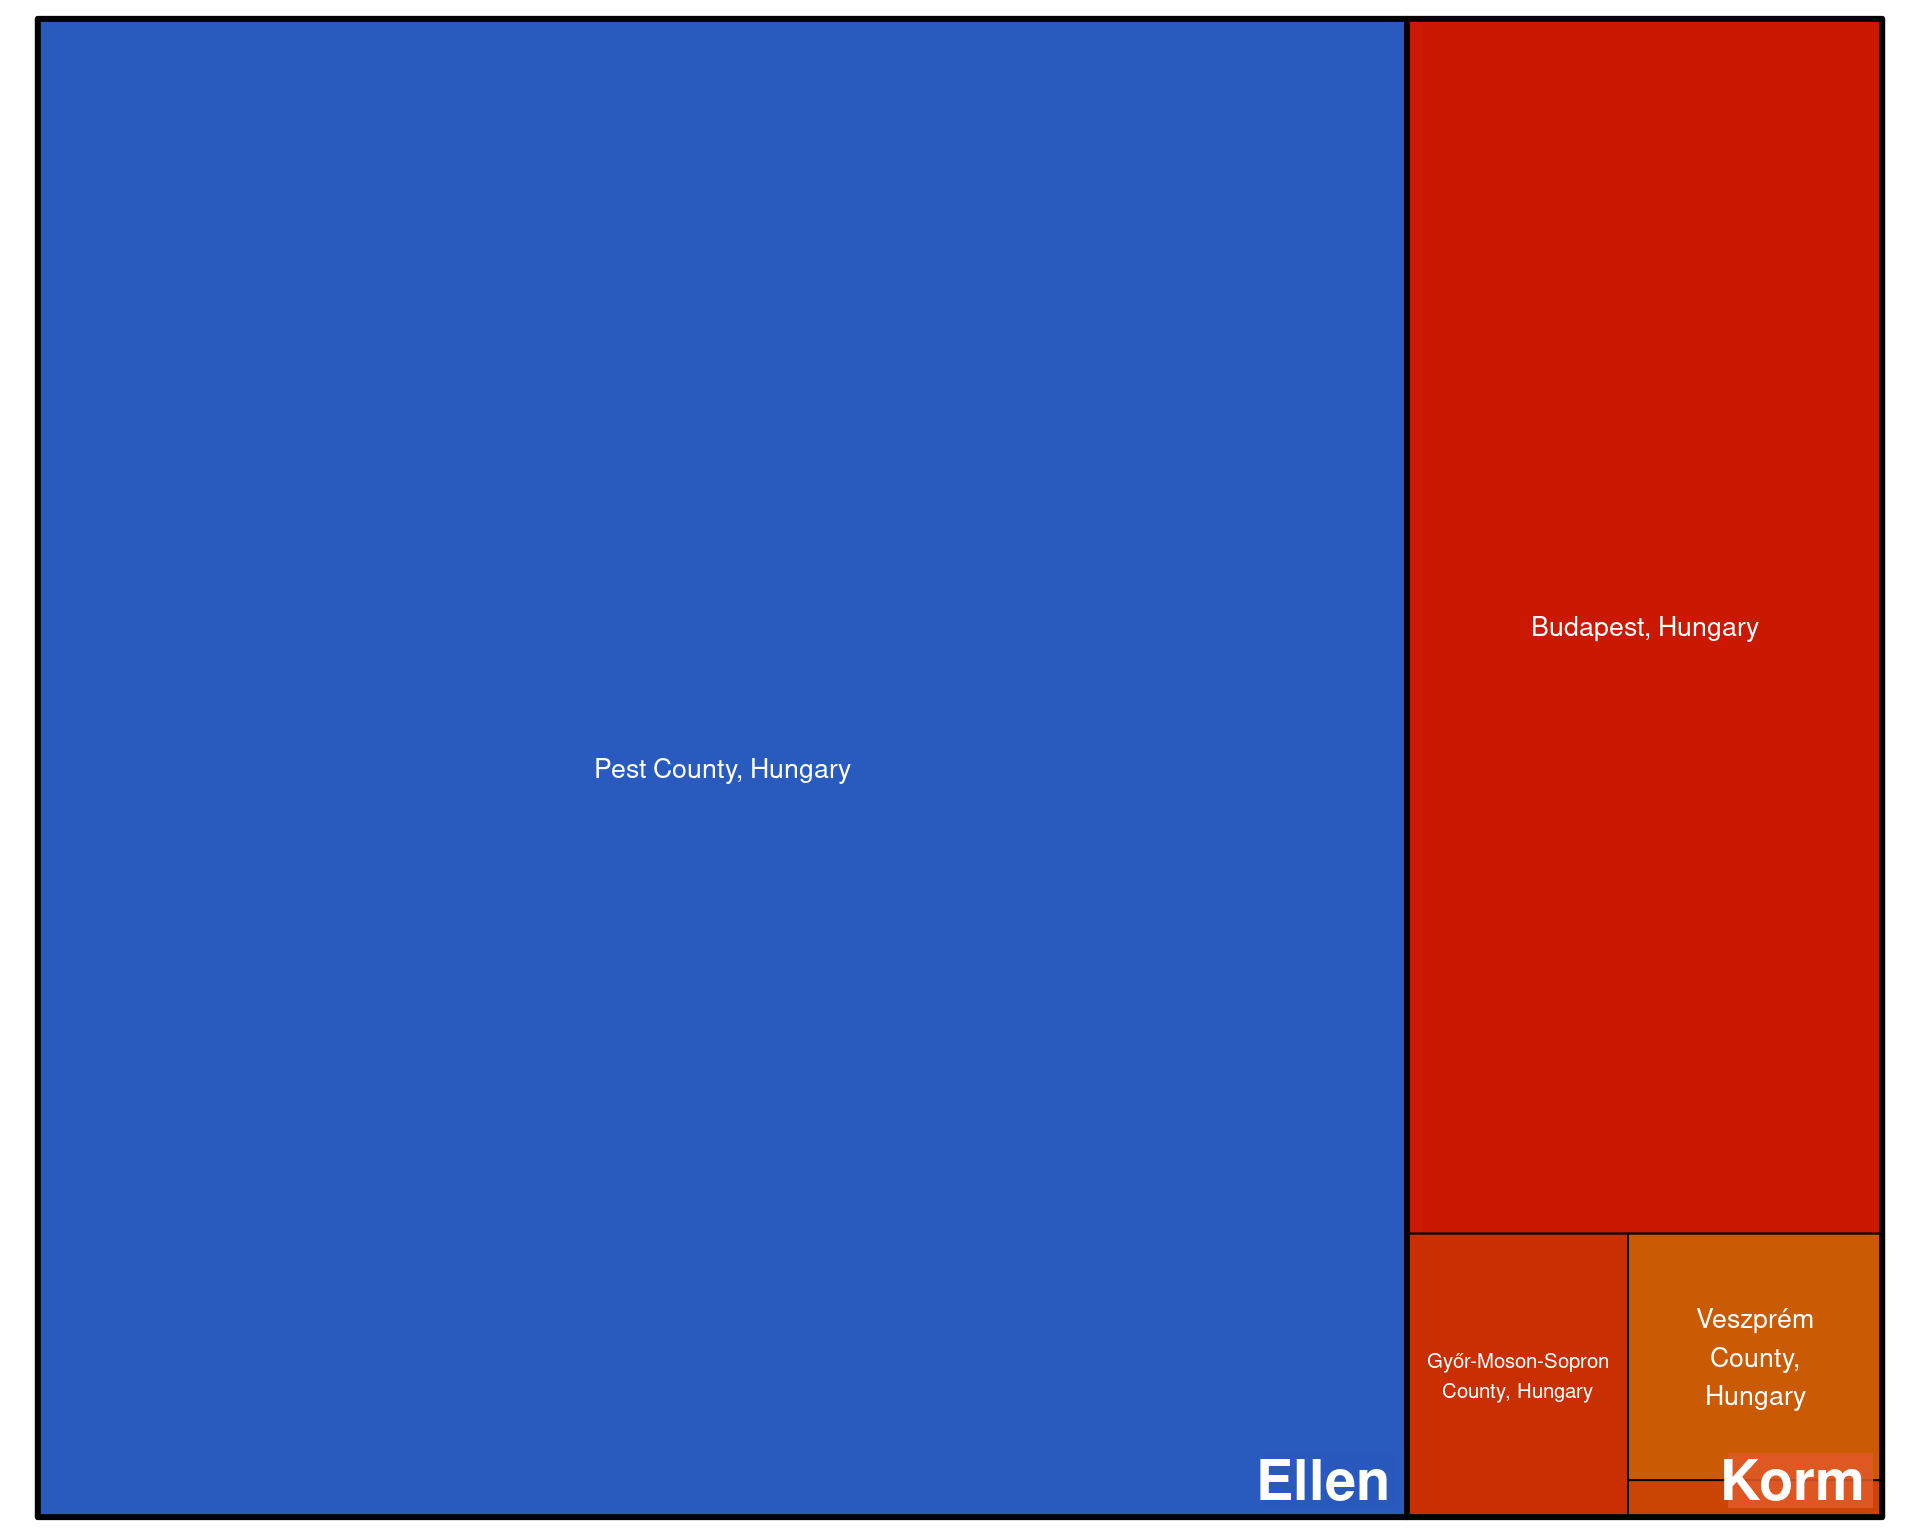 Pest County, Hungary
Ellen
Budapest, Hungary
Győr-Moson-Sopron
County, Hungary
Veszprém
County,
Hungary
Korm